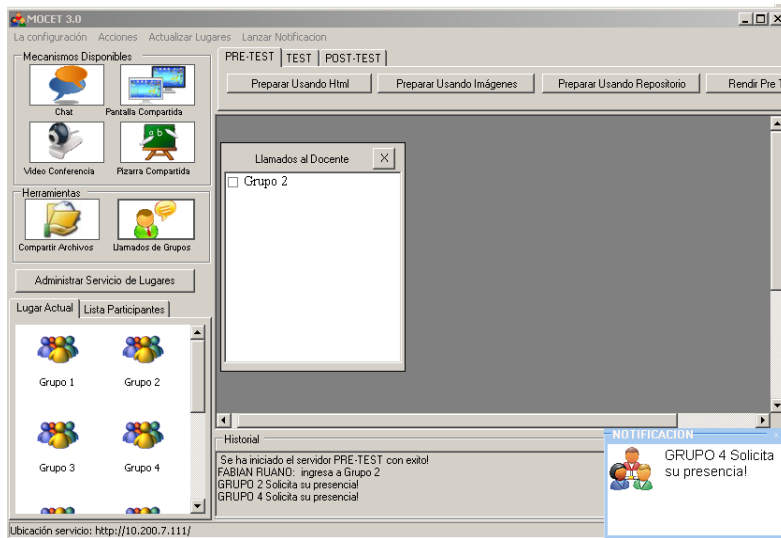 MOCET 3.0
La configuración Acciones Actualizar Lugares Lanzar Notificacion
Mecanismos Disponibles
Chat
Pantalla Compartida
Video Conferencia
Pizarra Compartida
Herramientas
Compartir Archivos
Llamados de Grupos
Administrar Servicio de Lugares
Lugar Actual
Lista Participantes
Grupo 1
Grupo 2
Grupo 3
Grupo 4
PRE-TEST
TEST
POST-TEST
Preparar Usando Html
Preparar Usando Imágenes
Preparar Usando Repositorio
Rendir Pre T
Llamados al Docente
X
Grupo 2
Historial
Se ha iniciado el servidor PRE-TEST con exito!
FABIAN RUANO: ingresa a Grupo 2
GRUPO 2 Solicita su presencia!
GRUPO 4 Solicita su presencia!
NOTIFICACION
x
GRUPO 4 Solicita
su presencia!
Ubicación servicio: http://10.200.7.111/